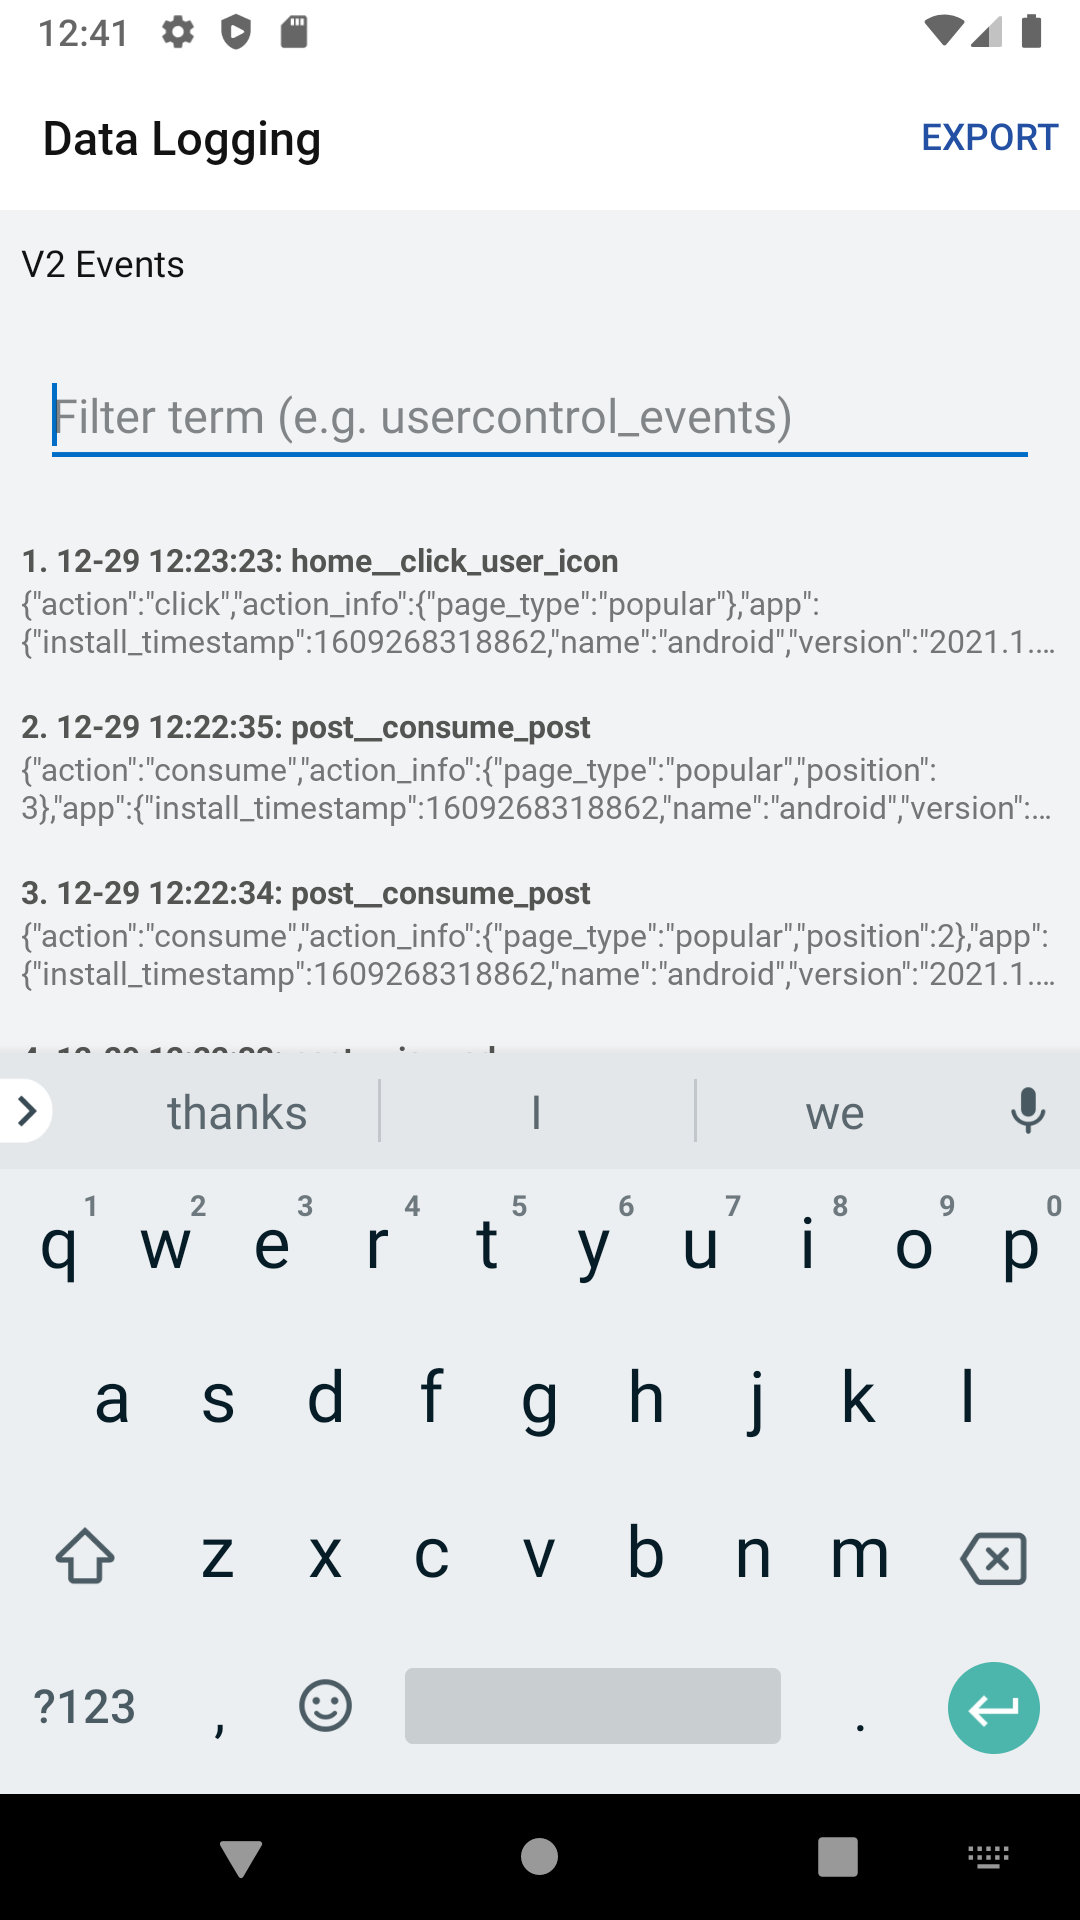 12:41
Data Logging
EXPORT
V2 Events
Filter term (e.g. usercontrol_events)
1. 12-29 12:23:23: home__click_user_icon
{"action":"click","action_info":{"page_type":"popular"},"app":
{"install_timestamp":1609268318862,"name":"android","version":"2021.1.…
2. 12-29 12:22:35: post__consume_post
{"action":"consume","action_info":{"page_type":"popular","position":
3},"app":{"install_timestamp":1609268318862,"name":"android","version":…
3. 12-29 12:22:34: post__consume_post
{"action":"consume","action_info":{"page_type":"popular","position":2},"app":
{"install_timestamp":1609268318862,"name":"android","version":"2021.1.…
thanks I we
1 2 3 4 5 6 7 8 9 0
q w e r t y u i o p
a s d f g h j k l
z x c v b n m
?123 , .